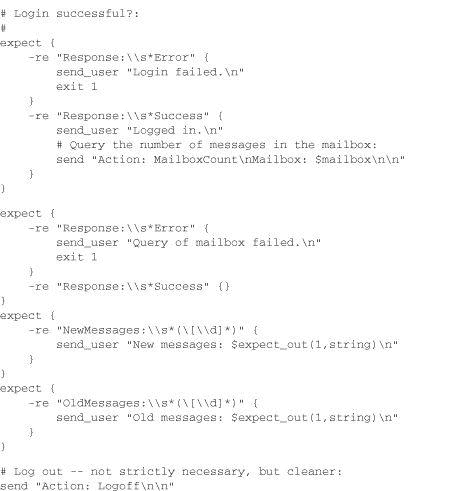 # Login successful?:
#
expect {
    -re "Response:\\s*Error" {
        send_user "Login failed.\n"
        exit 1
    }
    -re "Response:\\s*Success" {
        send_user "Logged in.\n"
        # Query the number of messages in the mailbox:
        send "Action: MailboxCount\nMailbox: $mailbox\n\n"
    }
}
expect {
    -re "Response:\\s*Error" {
        send_user "Query of mailbox failed.\n"
        exit 1
    }
    -re "Response:\\s*Success" {}
}
expect {
    -re "NewMessages:\\s*(\[\\d]*)" {
        send_user "New messages: $expect_out(1,string)\n"
    }
}
expect {
    -re "OldMessages:\\s*(\[\\d]*)" {
        send_user "Old messages: $expect_out(1,string)\n"
    }
}
# Log out -- not strictly necessary, but cleaner:
send "Action: Logoff\n\n"